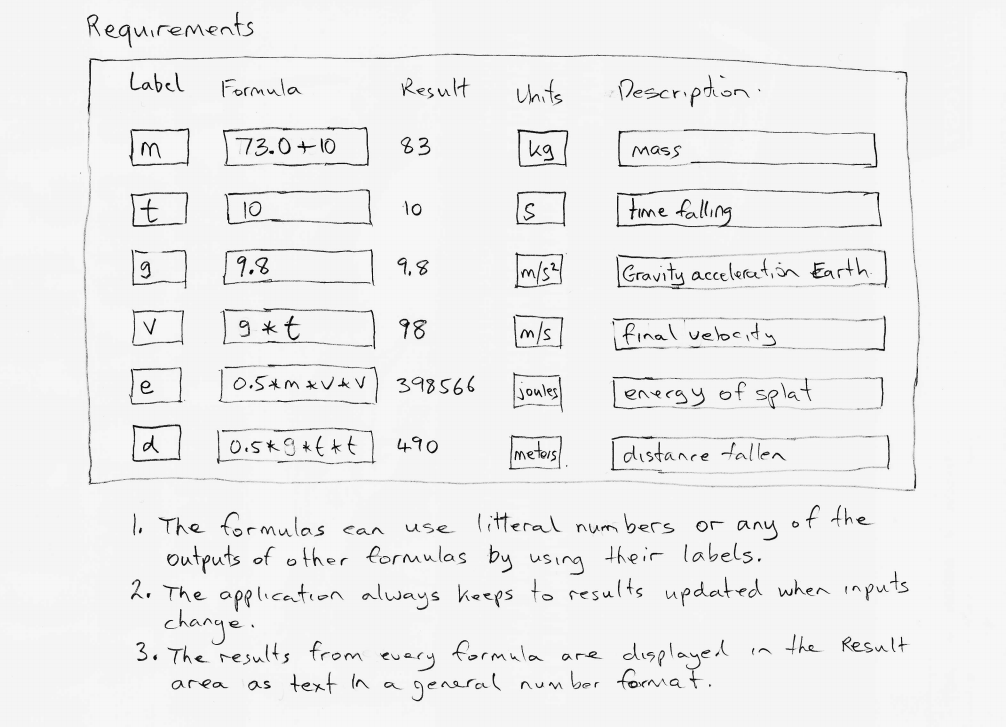 Requirements
Label Formula Result Units Description.
m 73.0+10 83 kg mass
t 10 10 s time falling
g 9.8 9.8 m/s² Gravity acceleration Earth
v g*t 98 m/s final velocity
e 0.5*m*v*v 398566 joules energy of splat
d 0.5*g*t*t 490 meters distance fallen
1. The formulas can use litteral numbers or any of the
outputs of other formulas by using their labels.
2. The application always keeps to results updated when inputs
change.
3. The results from every formula are displayed in the Result
area as text in a general number format.